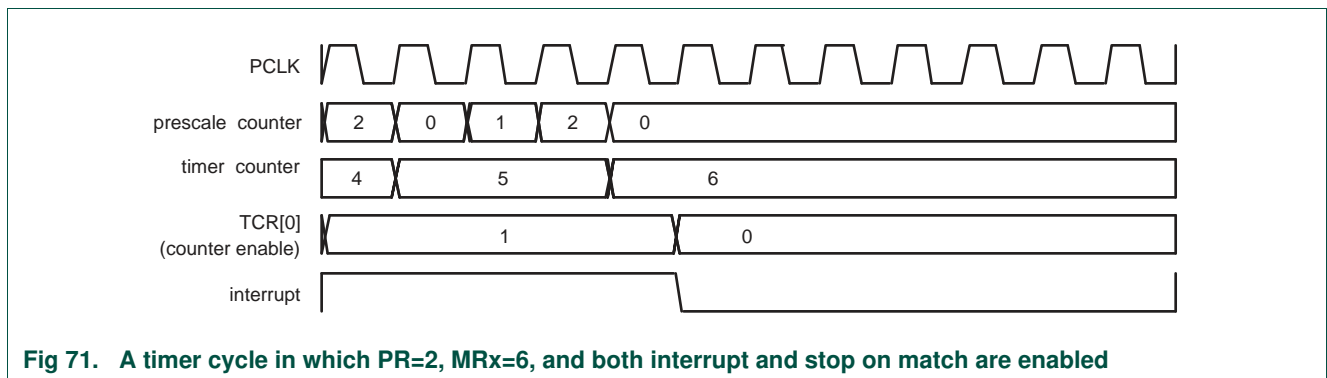 PCLK
prescale counter 2 0 1 2 0
timer counter 4 5 6
TCR[0]
(counter enable) 1 0
interrupt
Fig 71. A timer cycle in which PR=2, MRx=6, and both interrupt and stop on match are enabled